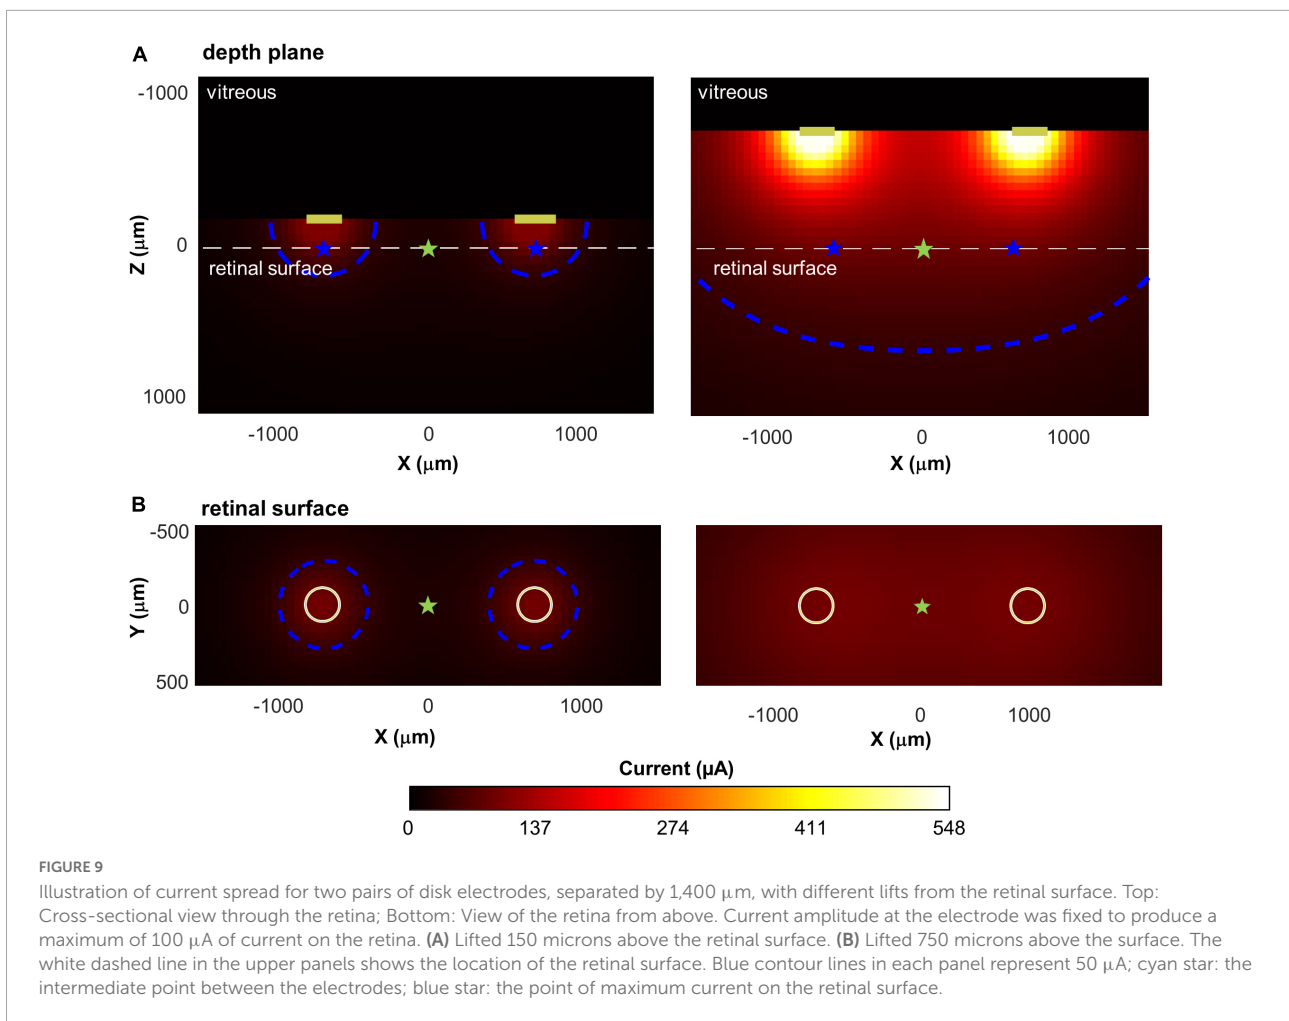 A depth plane
vitreous
vitreous
-1000
0
1000
Z (μm)
retinal surface
retinal surface
-1000 0 1000
X (μm)
-1000 0 1000
X (μm)
B retinal surface
-500
0
500
Y (μm)
-1000 0 1000
X (μm)
-1000 0 1000
X (μm)
Current (μA)
0 137 274 411 548
FIGURE 9
Illustration of current spread for two pairs of disk electrodes, separated by 1,400 μm, with different lifts from the retinal surface. Top:
Cross-sectional view through the retina; Bottom: View of the retina from above. Current amplitude at the electrode was fixed to produce a
maximum of 100 μA of current on the retina. (A) Lifted 150 microns above the retinal surface. (B) Lifted 750 microns above the surface. The
white dashed line in the upper panels shows the location of the retinal surface. Blue contour lines in each panel represent 50 μA; cyan star: the
intermediate point between the electrodes; blue star: the point of maximum current on the retinal surface.